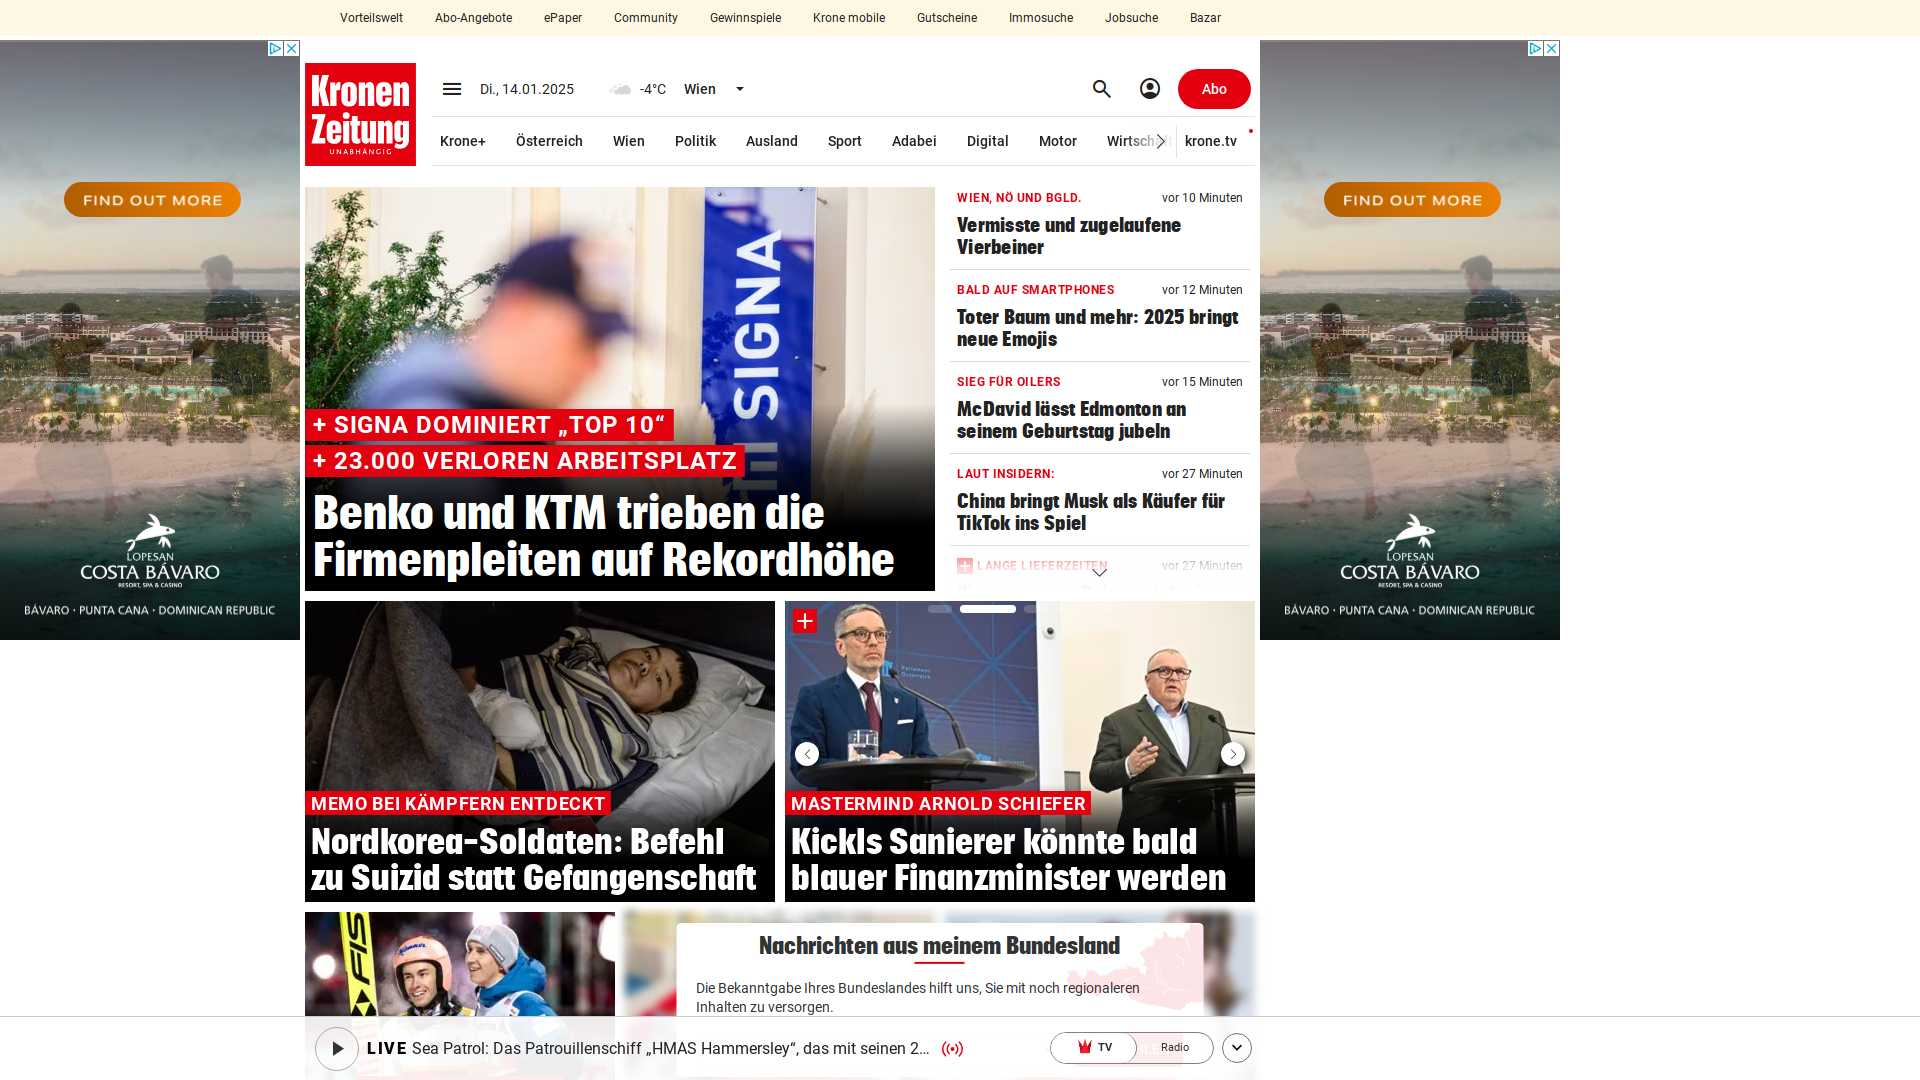 Vorteilswelt
Abo-Angebote
ePaper
Community
Gewinnspiele
Krone mobile
Gutscheine
Immosuche
Jobsuche
Bazar
Kronen
Zeitung
UNABHÄNGIG
Di., 14.01.2025
-4°C
Wien
Abo
Krone+
Österreich
Wien
Politik
Ausland
Sport
Adabei
Digital
Motor
Wirtschaft
krone.tv
FIND OUT MORE
LOPESAN
COSTA BÁVARO
RESORT, SPA & CASINO
BÁVARO · PUNTA CANA · DOMINICAN REPUBLIC
SIGNA
+ SIGNA DOMINIERT „TOP 10“
+ 23.000 VERLOREN ARBEITSPLATZ
Benko und KTM trieben die
Firmenpleiten auf Rekordhöhe
WIEN, NÖ UND BGLD.
vor 10 Minuten
Vermisste und zugelaufene
Vierbeiner
BALD AUF SMARTPHONES
vor 12 Minuten
Toter Baum und mehr: 2025 bringt
neue Emojis
SIEG FÜR OILERS
vor 15 Minuten
McDavid lässt Edmonton an
seinem Geburtstag jubeln
LAUT INSIDERN:
vor 27 Minuten
China bringt Musk als Käufer für
TikTok ins Spiel
LANGE LIEFERZEITEN
vor 27 Minuten
FIND OUT MORE
LOPESAN
COSTA BÁVARO
RESORT, SPA & CASINO
BÁVARO · PUNTA CANA · DOMINICAN REPUBLIC
MEMO BEI KÄMPFERN ENTDECKT
Nordkorea-Soldaten: Befehl
zu Suizid statt Gefangenschaft
Parlament
Österreich
MASTERMIND ARNOLD SCHIEFER
Kickls Sanierer könnte bald
blauer Finanzminister werden
FIS
Nachrichten aus meinem Bundesland
Die Bekanntgabe Ihres Bundeslandes hilft uns, Sie mit noch regionaleren
Inhalten zu versorgen.
LIVE Sea Patrol: Das Patrouillenschiff „HMAS Hammersley“, das mit seinen 2...
TV
Radio